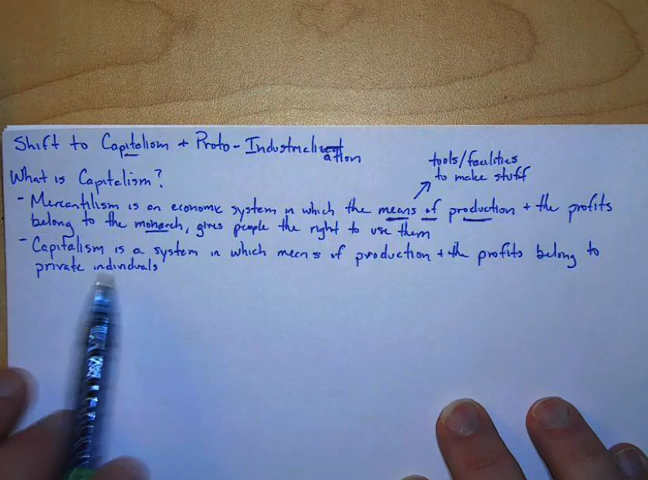 Shift to Capitalism + Proto-Industrialization
tools/facilities
to make stuff
What is Capitalism?
- Mercantilism is an economic system in which the means of production + the profits
belong to the monarch, gives people the right to use them
- Capitalism is a system in which means of production + the profits belong to
private individuals